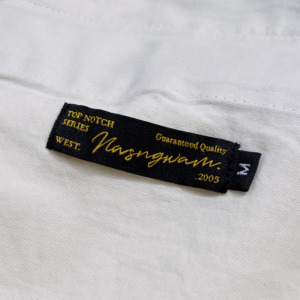 TOP NOTCH
SERIES
Guaranteed Quality
WEST.
Nasngwam.
.2005
M